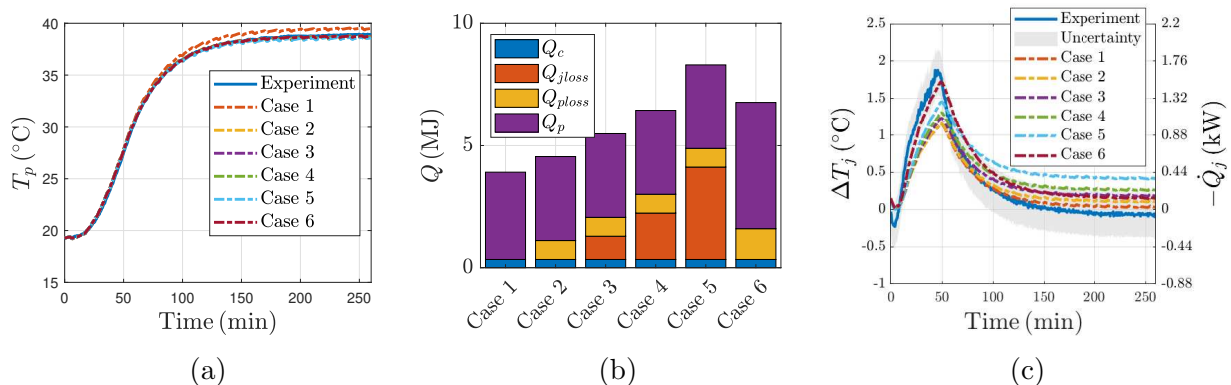 40
35
30
25
20
15
0
50
100
150
200
250
T_p (°C)
Time (min)
Experiment
Case 1
Case 2
Case 3
Case 4
Case 5
Case 6
(a)
10
5
0
Q (MJ)
Q_c
Q_{jloss}
Q_{ploss}
Q_p
Case 1
Case 2
Case 3
Case 4
Case 5
Case 6
(b)
2.5
2
1.5
1
0.5
0
-0.5
-1
ΔT_j (°C)
0
50
100
150
200
250
Time (min)
Experiment
Uncertainty
Case 1
Case 2
Case 3
Case 4
Case 5
Case 6
2.2
1.76
1.32
0.88
0.44
0
-0.44
-0.88
−Q̇_j (kW)
(c)